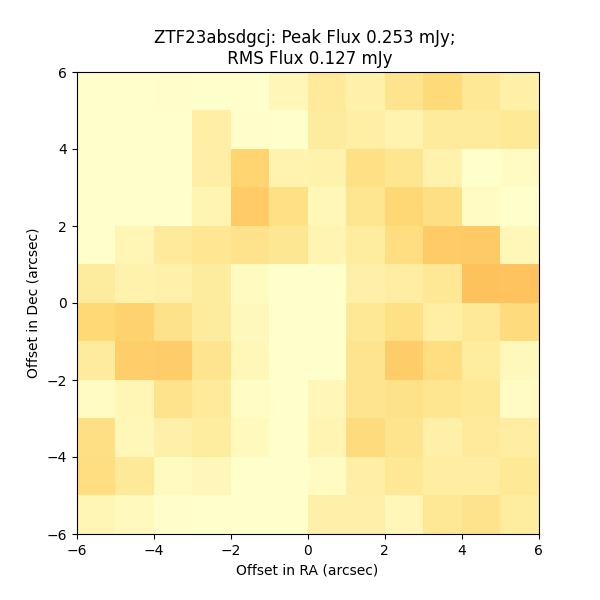 ZTF23absdgcj: Peak Flux 0.253 mJy;
RMS Flux 0.127 mJy
6
4
2
0
−2
−4
−6
Offset in Dec (arcsec)
−6 −4 −2 0 2 4 6
Offset in RA (arcsec)